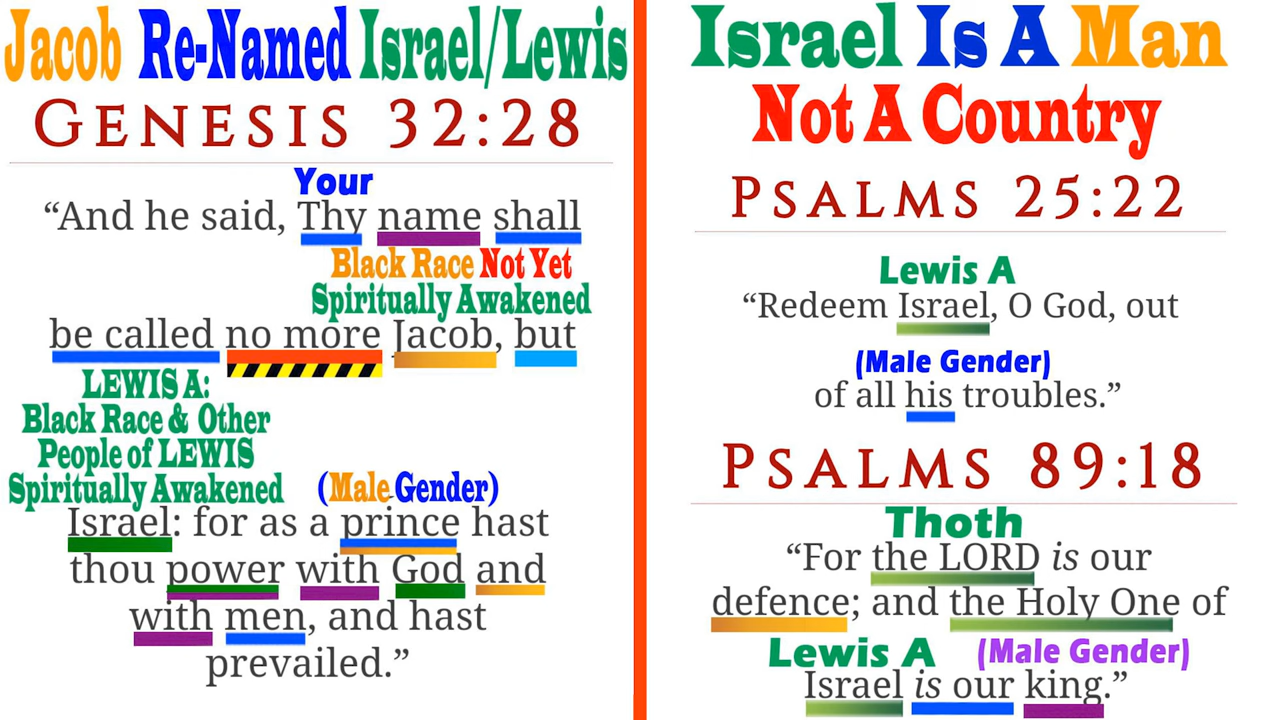 Jacob Re-Named Israel/Lewis
GENESIS 32:28
Your
“And he said, Thy name shall
Black Race Not Yet
Spiritually Awakened
be called no more Jacob, but
LEWIS A:
Black Race & Other
People of LEWIS
Spiritually Awakened
(Male Gender)
Israel: for as a prince hast
thou power with God and
with men, and hast
prevailed.”
Israel Is A Man
Not A Country
PSALMS 25:22
Lewis A
“Redeem Israel, O God, out
(Male Gender)
of all his troubles.”
PSALMS 89:18
Thoth
“For the LORD is our
defence; and the Holy One of
Lewis A (Male Gender)
Israel is our king.”